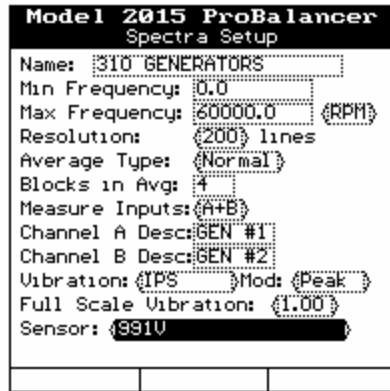 Model 2015 ProBalancer
Spectra Setup
Name: 310 GENERATORS
Min Frequency: 0.0
Max Frequency: 60000.0 (RPM)
Resolution: (200) lines
Average Type: (Normal)
Blocks in Avg: 4
Measure Inputs:(A+B)
Channel A Desc:GEN #1
Channel B Desc:GEN #2
Vibration:(IPS )Mod:(Peak )
Full Scale Vibration: (1.00 )
Sensor: (991V )